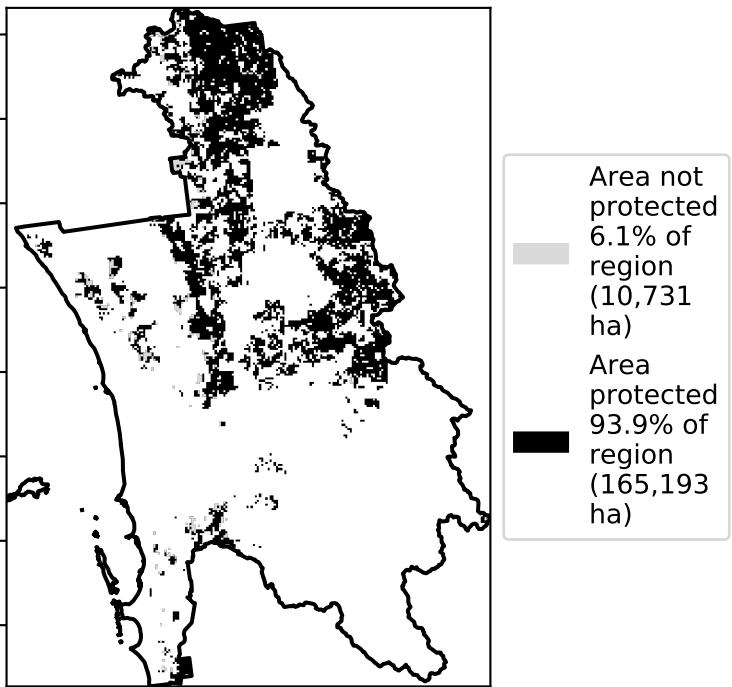 Area not
protected
6.1% of
region
(10,731
ha)
Area
protected
93.9% of
region
(165,193
ha)